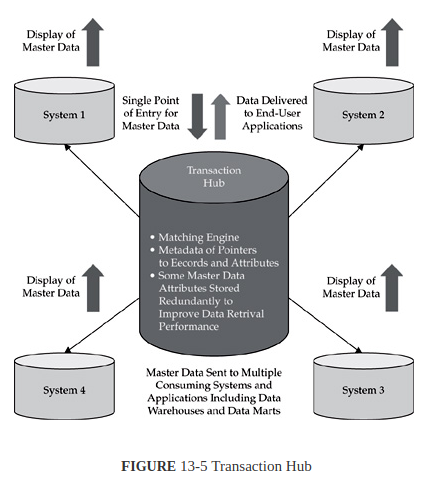 Display of
Master Data
Display of
Master Data
System 1
Single Point
of Entry for
Master Data
Data Delivered
to End-User
Applications
System 2
Transaction
Hub
• Matching Engine
• Metadata of Pointers
to Eecords and Attributes
• Some Master Data
Attributes Stored
Redundantly to
Improve Data Retrival
Performance
Display of
Master Data
Display of
Master Data
System 4
Master Data Sent to Multiple
Consuming Systems and
Applications Including Data
Warehouses and Data Marts
System 3
FIGURE 13-5 Transaction Hub